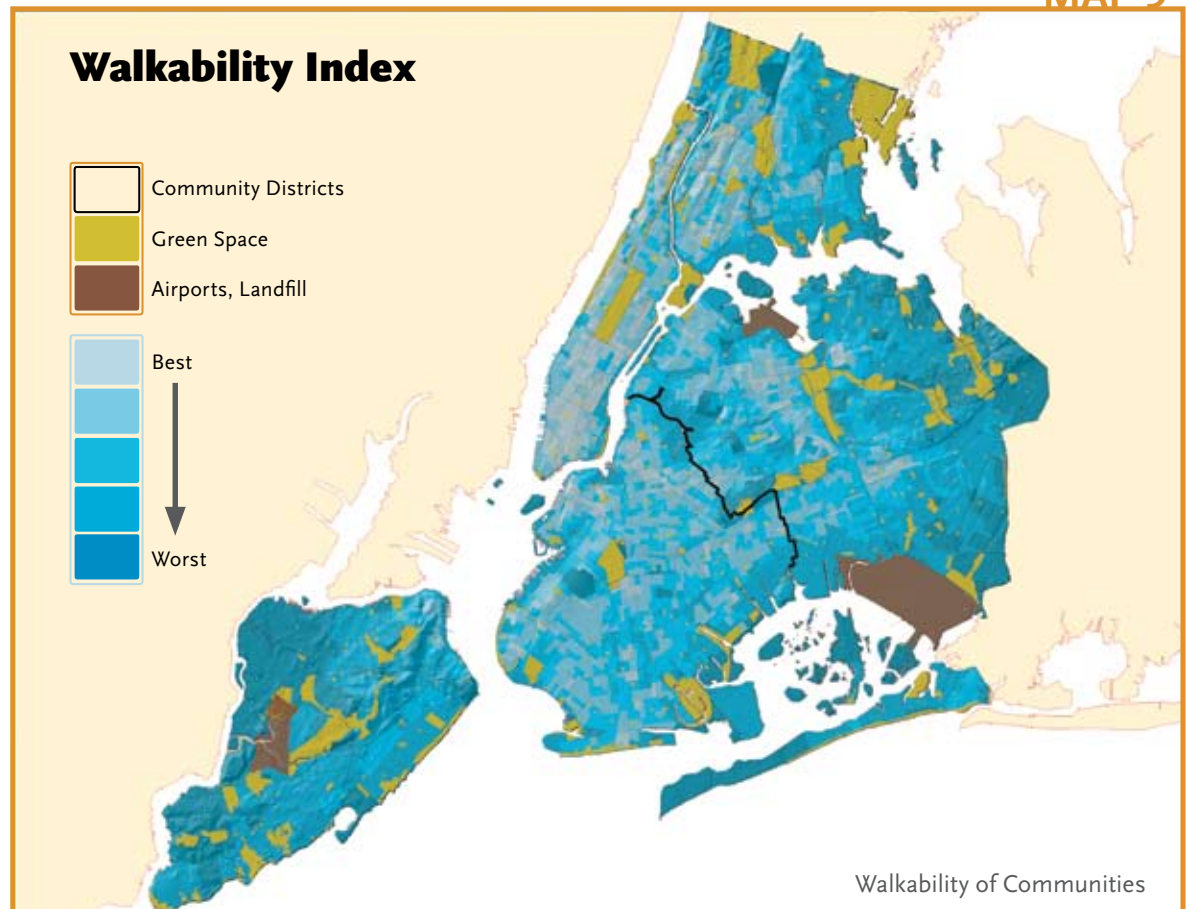 Walkability Index
Community Districts
Green Space
Airports, Landfill
Best
Worst
Walkability of Communities